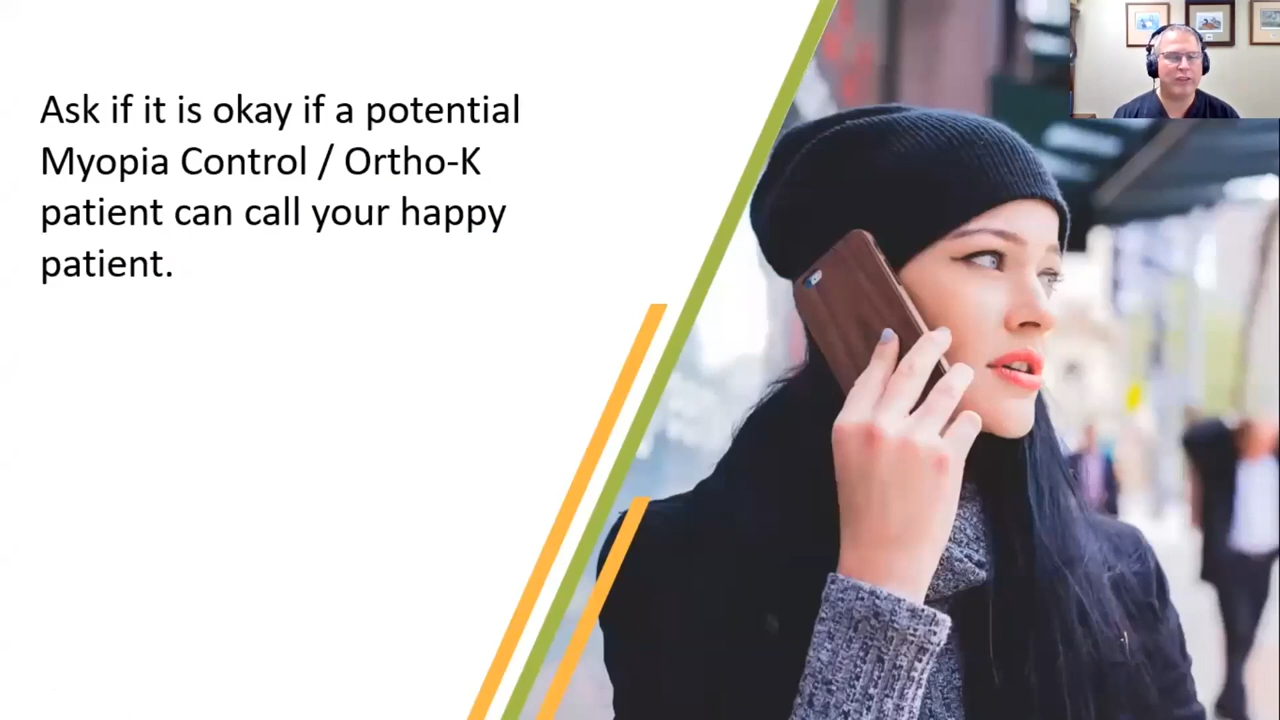 Ask if it is okay if a potential
Myopia Control / Ortho-K
patient can call your happy
patient.